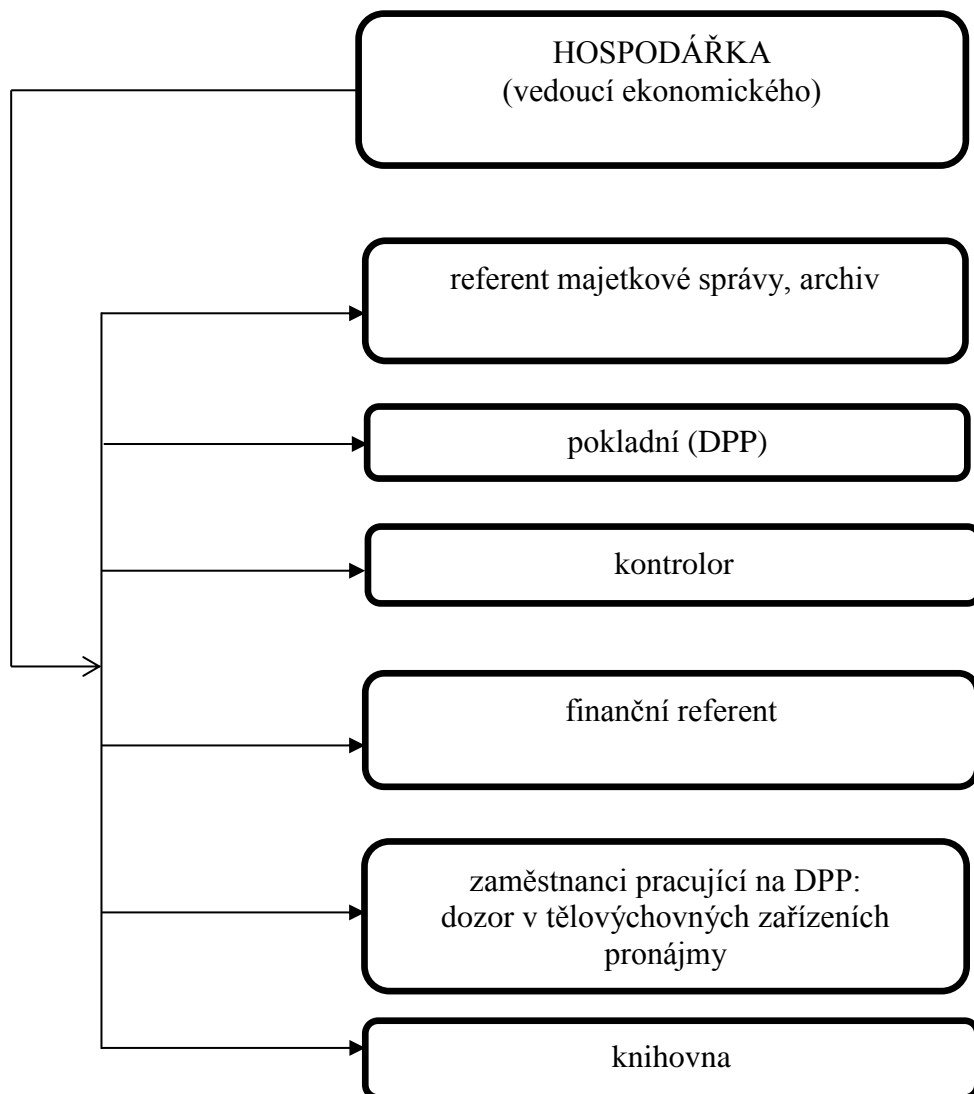 HOSPODÁŘKA
(vedoucí ekonomického)
referent majetkové správy, archiv
pokladní (DPP)
kontrolor
finanční referent
zaměstnanci pracující na DPP:
dozor v tělovýchovných zařízeních
pronájmy
knihovna